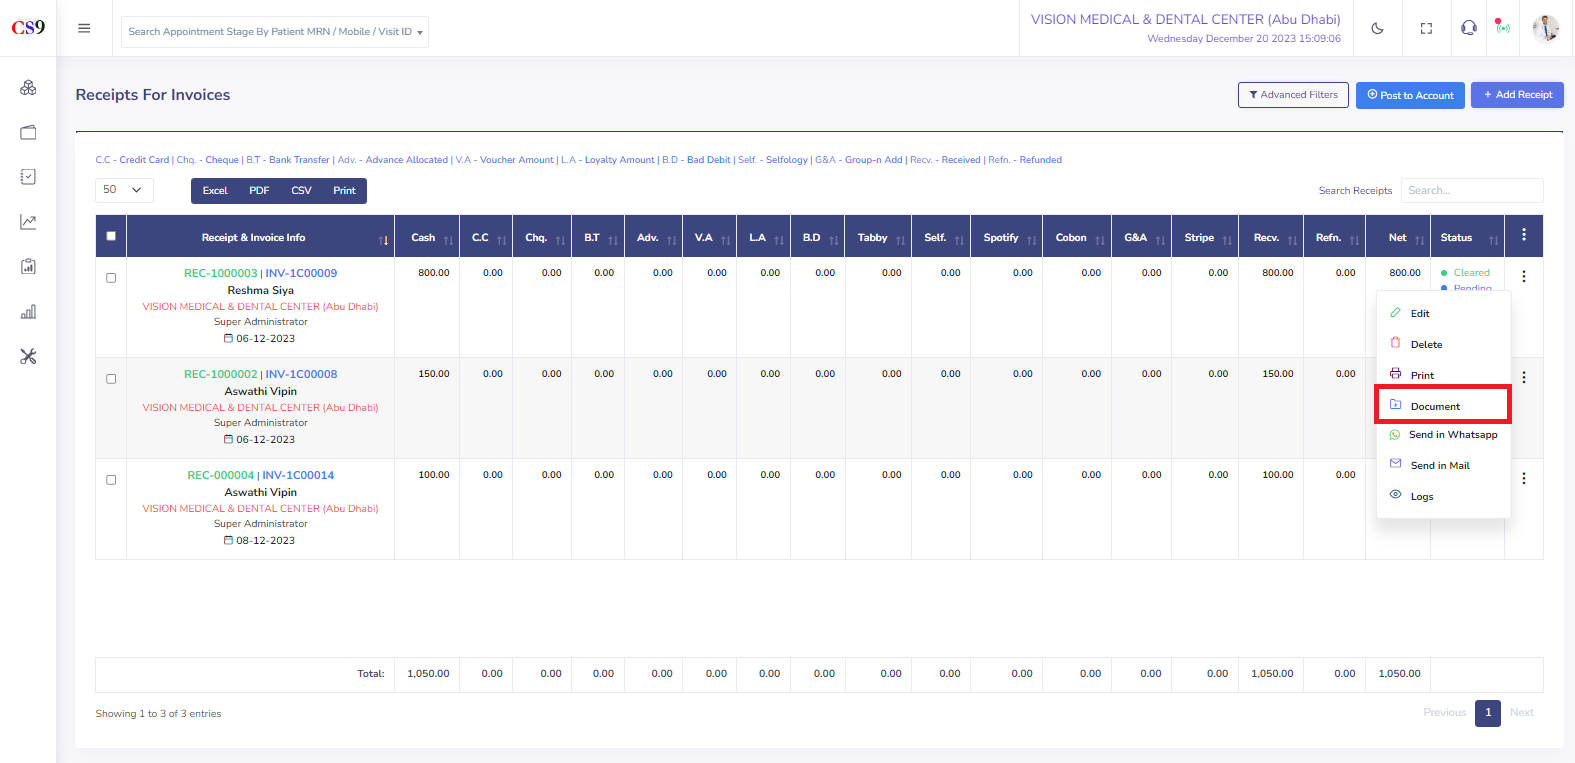 CS9
Search Appointment Stage By Patient MRN / Mobile / Visit ID
VISION MEDICAL & DENTAL CENTER (Abu Dhabi)
Wednesday December 20 2023 15:09:06
Receipts For Invoices
Advanced Filters
Post to Account
+ Add Receipt
C.C - Credit Card | Chq. - Cheque | B.T - Bank Transfer | Adv. - Advance Allocated | V.A - Voucher Amount | L.A - Loyalty Amount | B.D - Bad Debit | Self. - Selfology | G&A - Group-n Add | Recv. - Received | Refn. - Refunded
50
Excel PDF CSV Print
Search Receipts
Search...
Receipt & Invoice Info Cash C.C Chq. B.T Adv. V.A L.A B.D Tabby Self. Spotify Cobon G&A Stripe Recv. Refn. Net Status
REC-1000003 | INV-1C00009 800.00 0.00 0.00 0.00 0.00 0.00 0.00 0.00 0.00 0.00 0.00 0.00 0.00 0.00 800.00 0.00 800.00 Cleared
Pending
Reshma Siya
VISION MEDICAL & DENTAL CENTER (Abu Dhabi)
Super Administrator
06-12-2023
REC-1000002 | INV-1C00008 150.00 0.00 0.00 0.00 0.00 0.00 0.00 0.00 0.00 0.00 0.00 0.00 0.00 0.00 150.00 0.00
Aswathi Vipin
VISION MEDICAL & DENTAL CENTER (Abu Dhabi)
Super Administrator
06-12-2023
REC-000004 | INV-1C00014 100.00 0.00 0.00 0.00 0.00 0.00 0.00 0.00 0.00 0.00 0.00 0.00 0.00 0.00 100.00 0.00
Aswathi Vipin
VISION MEDICAL & DENTAL CENTER (Abu Dhabi)
Super Administrator
08-12-2023
Edit
Delete
Print
Document
Send in Whatsapp
Send in Mail
Logs
Total: 1,050.00 0.00 0.00 0.00 0.00 0.00 0.00 0.00 0.00 0.00 0.00 0.00 0.00 0.00 1,050.00 0.00 1,050.00
Showing 1 to 3 of 3 entries
Previous 1 Next